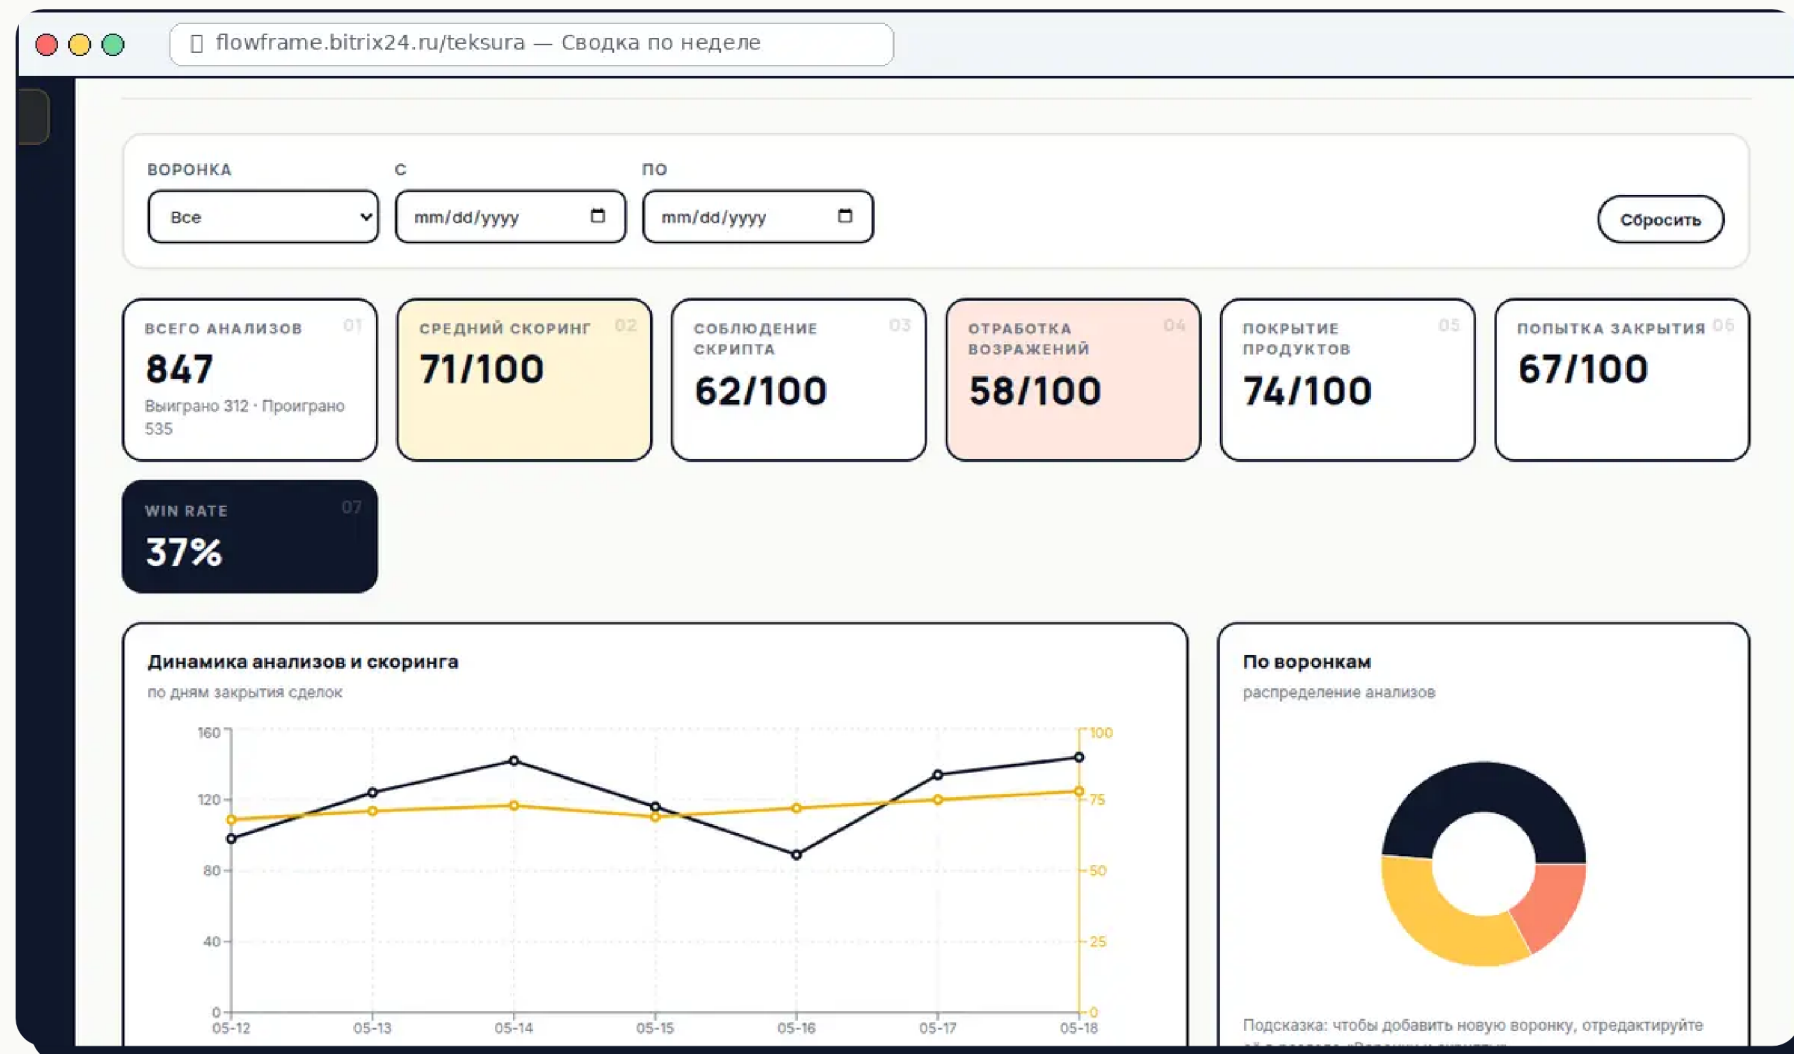 flowframe.bitrix24.ru/teksura — Сводка по неделе
ВОРОНКА
С
ПО
Все
mm/dd/yyyy
mm/dd/yyyy
Сбросить
ВСЕГО АНАЛИЗОВ 01
847
Выиграно 312 · Проиграно
535
СРЕДНИЙ СКОРИНГ 02
71/100
СОБЛЮДЕНИЕ 03
СКРИПТА
62/100
ОТРАБОТКА 04
ВОЗРАЖЕНИЙ
58/100
ПОКРЫТИЕ 05
ПРОДУКТОВ
74/100
ПОПЫТКА ЗАКРЫТИЯ 06
67/100
WIN RATE 07
37%
Динамика анализов и скоринга
по дням закрытия сделок
160
120
80
40
0
100
75
50
25
0
05-12 05-13 05-14 05-15 05-16 05-17 05-18
По воронкам
распределение анализов
Подсказка: чтобы добавить новую воронку, отредактируйте